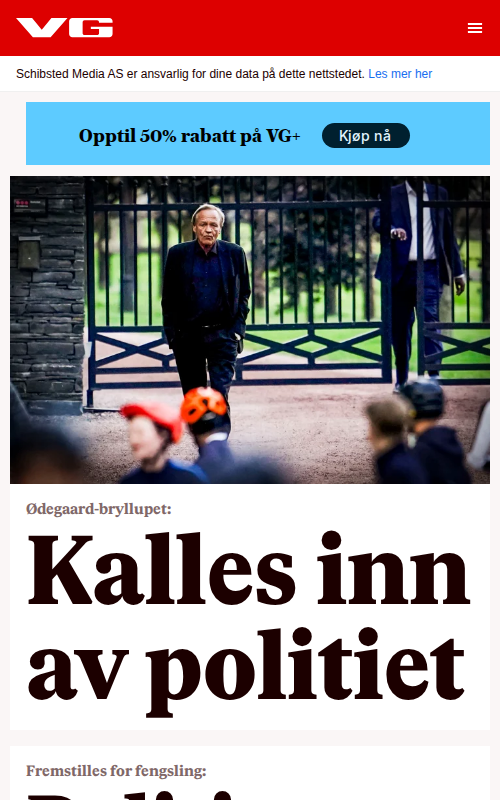 VG
Schibsted Media AS er ansvarlig for dine data på dette nettstedet. Les mer her
Opptil 50% rabatt på VG+ Kjøp nå
Ødegaard-bryllupet:
Kalles inn
av politiet
Fremstilles for fengsling: